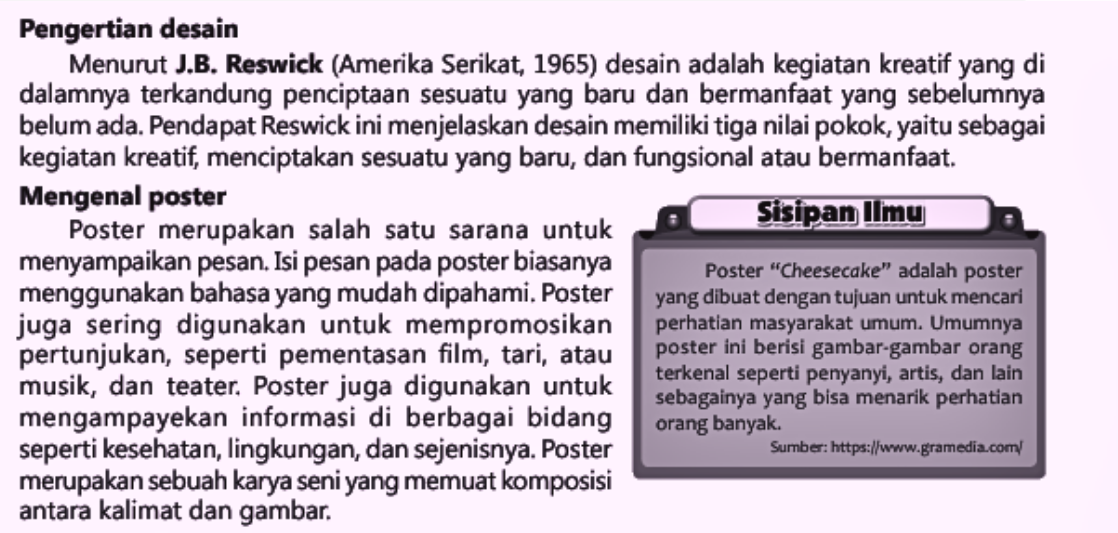 Pengertian desain
Menurut J.B. Reswick (Amerika Serikat, 1965) desain adalah kegiatan kreatif yang di
dalamnya terkandung penciptaan sesuatu yang baru dan bermanfaat yang sebelumnya
belum ada. Pendapat Reswick ini menjelaskan desain memiliki tiga nilai pokok, yaitu sebagai
kegiatan kreatif, menciptakan sesuatu yang baru, dan fungsional atau bermanfaat.
Mengenal poster
Poster merupakan salah satu sarana untuk
menyampaikan pesan. Isi pesan pada poster biasanya
menggunakan bahasa yang mudah dipahami. Poster
juga sering digunakan untuk mempromosikan
pertunjukan, seperti pementasan film, tari, atau
musik, dan teater. Poster juga digunakan untuk
mengampayekan informasi di berbagai bidang
seperti kesehatan, lingkungan, dan sejenisnya. Poster
merupakan sebuah karya seni yang memuat komposisi
antara kalimat dan gambar.
Sisipan Ilmu
Poster “Cheesecake” adalah poster
yang dibuat dengan tujuan untuk mencari
perhatian masyarakat umum. Umumnya
poster ini berisi gambar-gambar orang
terkenal seperti penyanyi, artis, dan lain
sebagainya yang bisa menarik perhatian
orang banyak.
Sumber: https://www.gramedia.com/